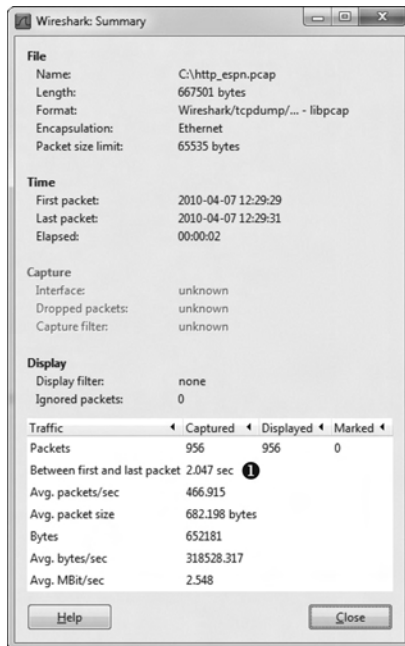 Wireshark: Summary
File
Name: C:\http_espn.pcap
Length: 667501 bytes
Format: Wireshark/tcpdump/... - libpcap
Encapsulation: Ethernet
Packet size limit: 65535 bytes
Time
First packet: 2010-04-07 12:29:29
Last packet: 2010-04-07 12:29:31
Elapsed: 00:00:02
Capture
Interface: unknown
Dropped packets: unknown
Capture filter: unknown
Display
Display filter: none
Ignored packets: 0
Traffic Captured Displayed Marked
Packets 956 956 0
Between first and last packet 2.047 sec ❶
Avg. packets/sec 466.915
Avg. packet size 682.198 bytes
Bytes 652181
Avg. bytes/sec 318528.317
Avg. MBit/sec 2.548
Help Close